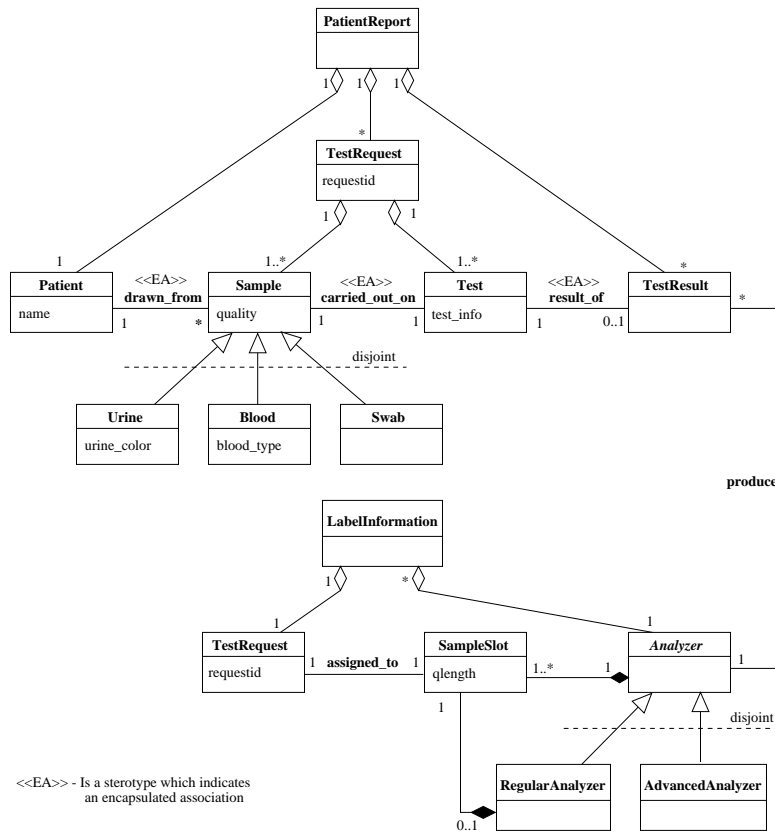 PatientReport
1 1 1
*
TestRequest
requestid
1 1
1 1..* 1..* *
<<EA>> <<EA>> <<EA>>
Patient drawn_from Sample carried_out_on Test result_of TestResult
name quality test_info
1 * 1 1 1 0..1 *
disjoint
Urine Blood Swab
urine_color blood_type
produce
LabelInformation
1 *
1 1
TestRequest assigned_to SampleSlot Analyzer
requestid 1 1 qlength 1..* 1 1
1
disjoint
<<EA>> - Is a sterotype which indicates
an encapsulated association
RegularAnalyzer AdvancedAnalyzer
0..1